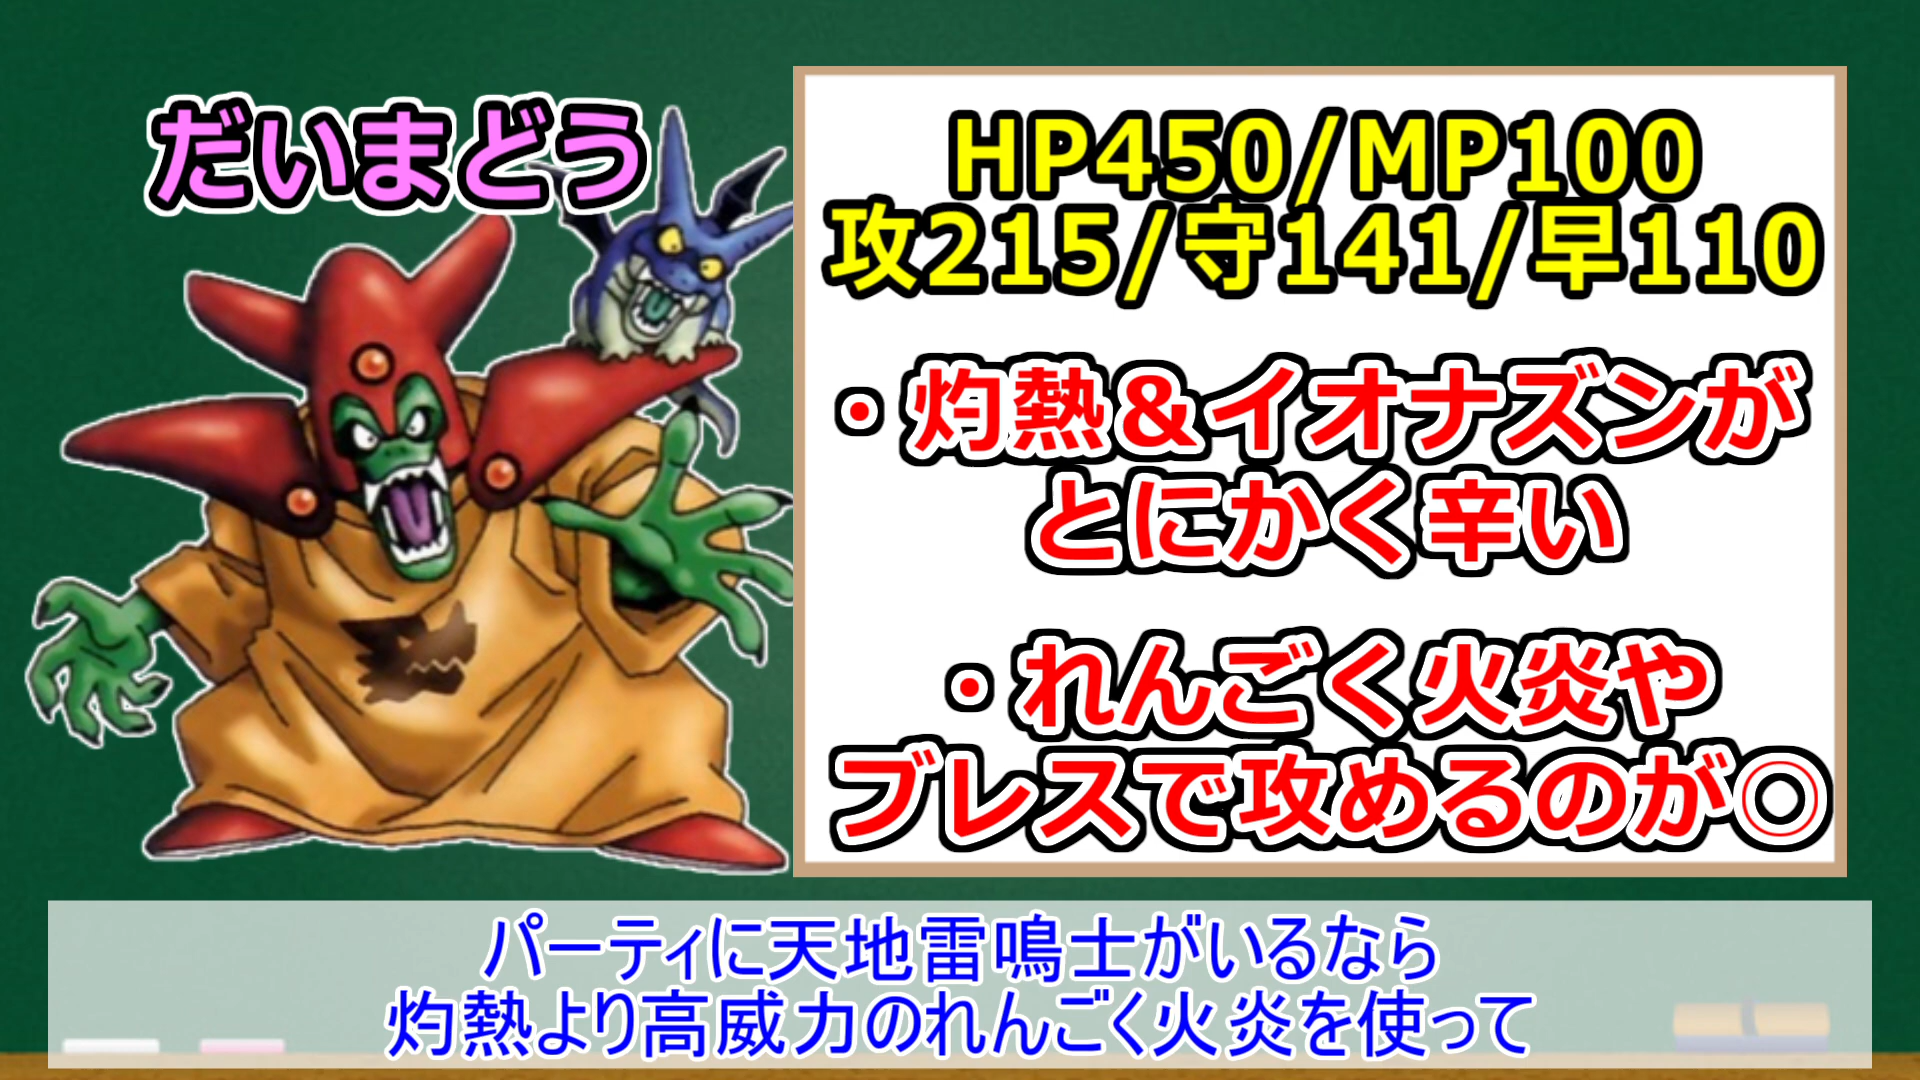 だいまどう
HP450/MP100
攻215/守141/早110
・灼熱＆イオナズンが
とにかく辛い
・れんごく火炎や
ブレスで攻めるのが◎
パーティに天地雷鳴士がいるなら
灼熱より高威力のれんごく火炎を使って